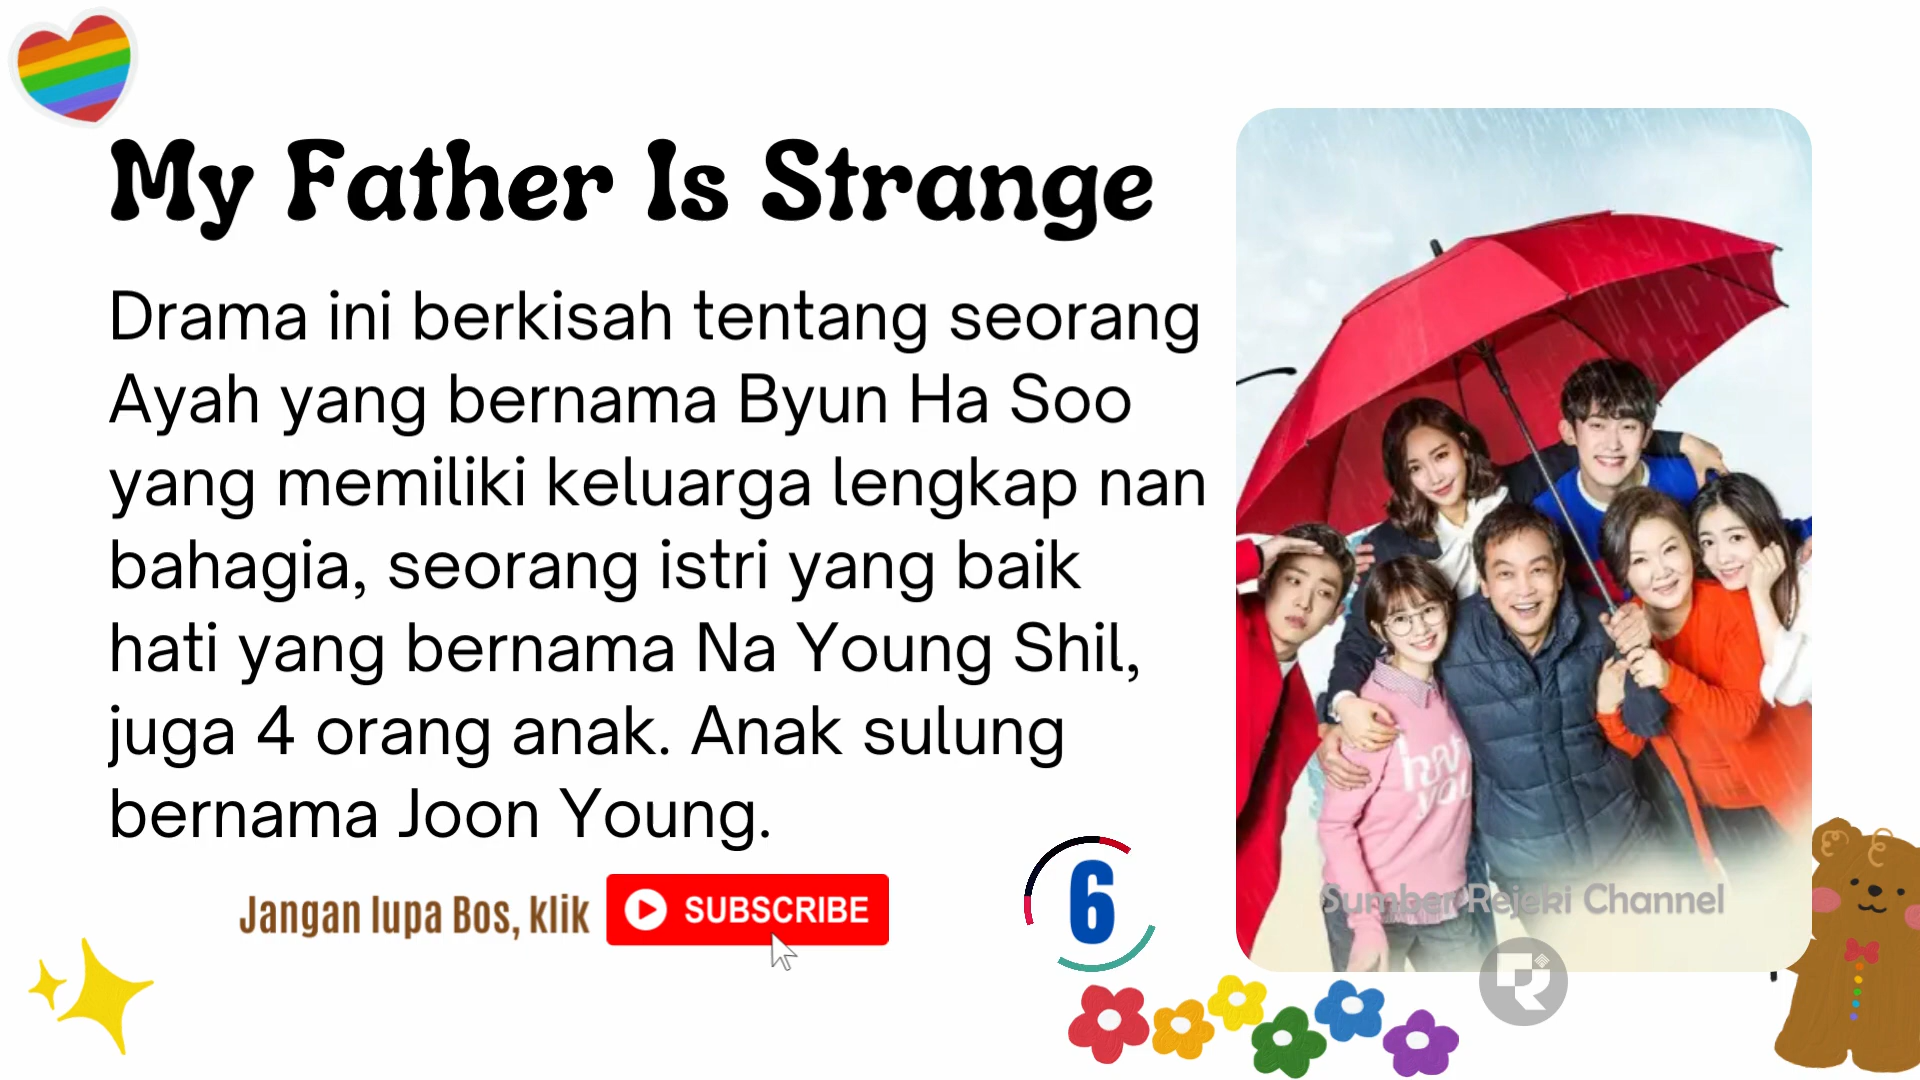 My Father Is Strange
Drama ini berkisah tentang seorang
Ayah yang bernama Byun Ha Soo
yang memiliki keluarga lengkap nan
bahagia, seorang istri yang baik
hati yang bernama Na Young Shil,
juga 4 orang anak. Anak sulung
bernama Joon Young.
Jangan lupa Bos, klik SUBSCRIBE
6
Sumber Rejeki Channel